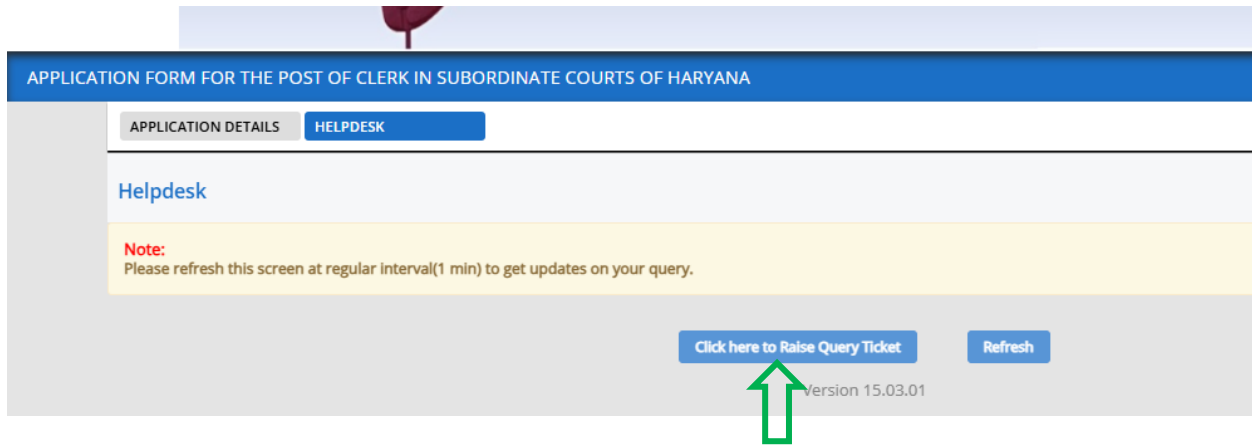 APPLICATION FORM FOR THE POST OF CLERK IN SUBORDINATE COURTS OF HARYANA
APPLICATION DETAILS HELPDESK
Helpdesk
Note:
Please refresh this screen at regular interval(1 min) to get updates on your query.
Click here to Raise Query Ticket Refresh
Version 15.03.01